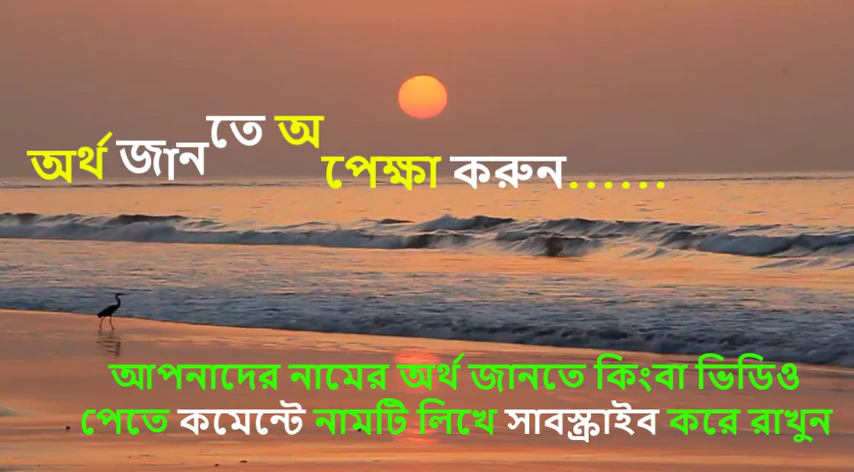 অর্থ জানতে অপেক্ষা করুন......
আপনাদের নামের অর্থ জানতে কিংবা ভিডিও
পেতে কমেন্টে নামটি লিখে সাবস্ক্রাইব করে রাখুন